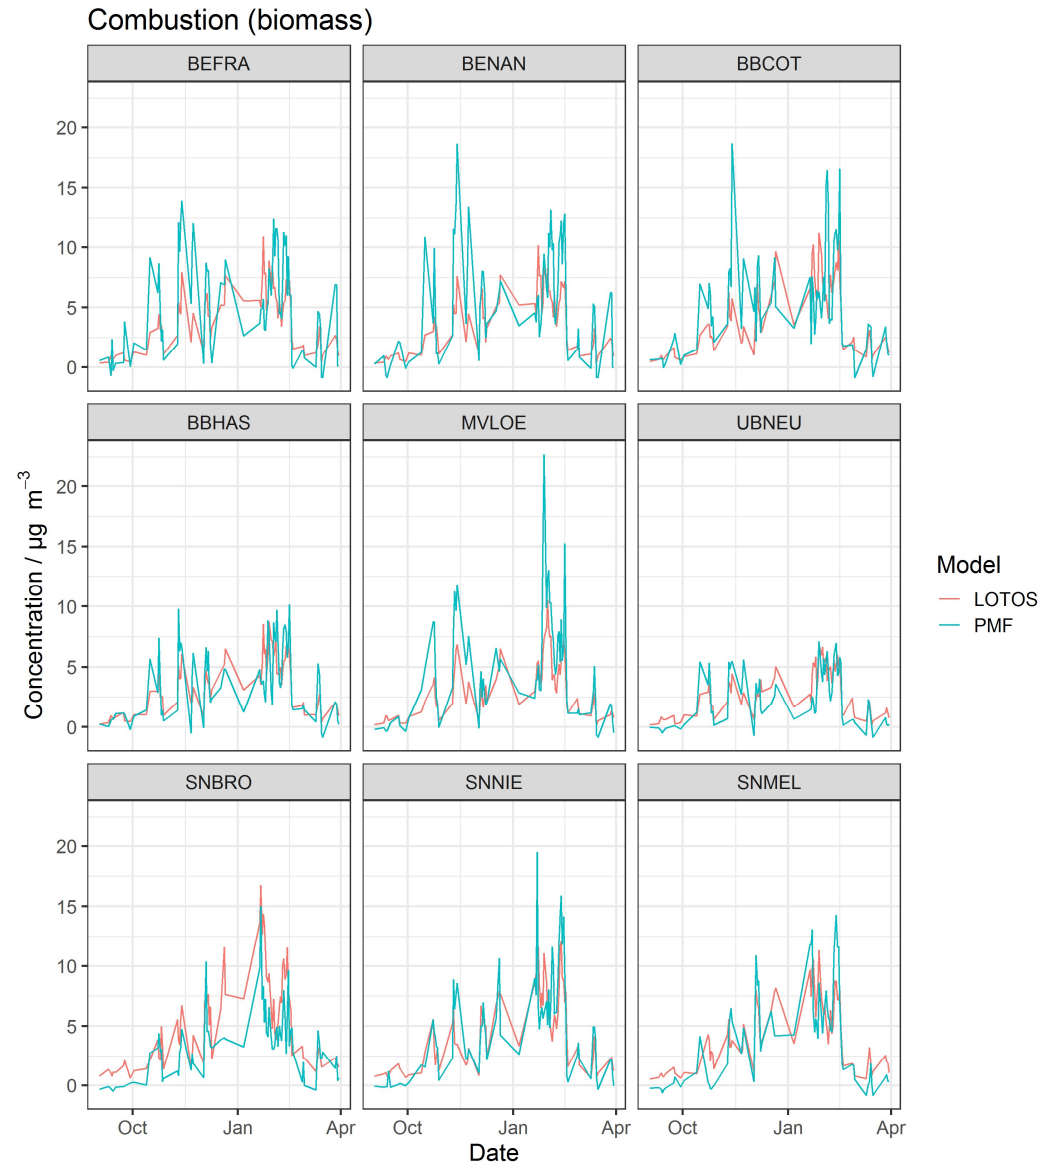 Combustion (biomass)
BEFRA
BENAN
BBCOT
20
15
10
5
0
BBHAS
MVLOE
UBNEU
20
15
10
5
0
Concentration / µg m⁻³
Model
LOTOS
PMF
SNBRO
SNNIE
SNMEL
20
15
10
5
0
Oct Jan Apr
Oct Jan Apr
Oct Jan Apr
Date